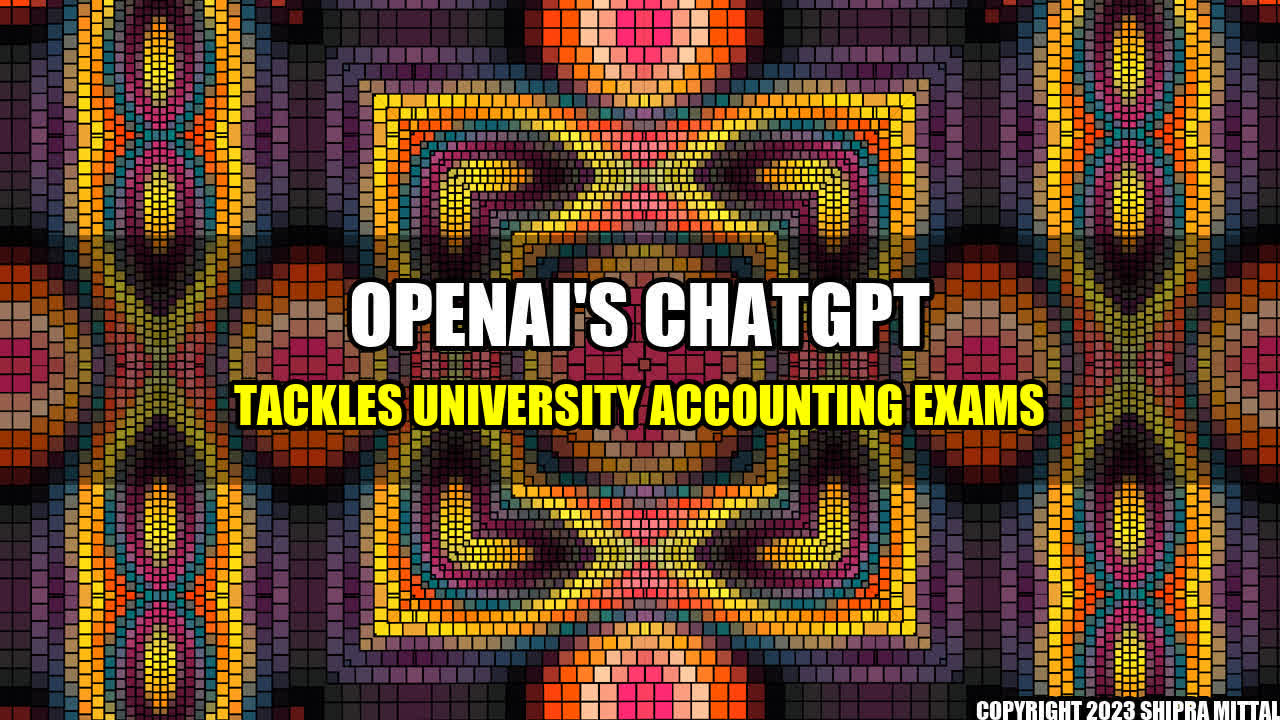 OPENAI'S CHATGPT
TACKLES UNIVERSITY ACCOUNTING EXAMS
COPYRIGHT 2023 SHIPRA MITTAL